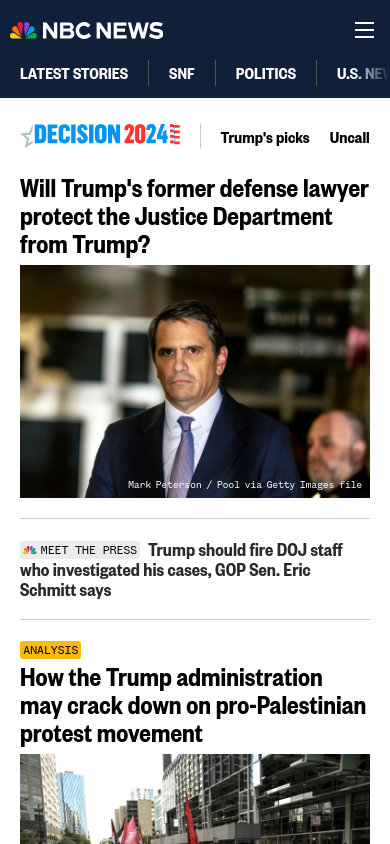 NBC NEWS
LATEST STORIES SNF POLITICS U.S. NEW
DECISION 2024 Trump's picks Uncall
Will Trump's former defense lawyer
protect the Justice Department
from Trump?
Mark Peterson / Pool via Getty Images file
MEET THE PRESS Trump should fire DOJ staff
who investigated his cases, GOP Sen. Eric
Schmitt says
ANALYSIS
How the Trump administration
may crack down on pro-Palestinian
protest movement